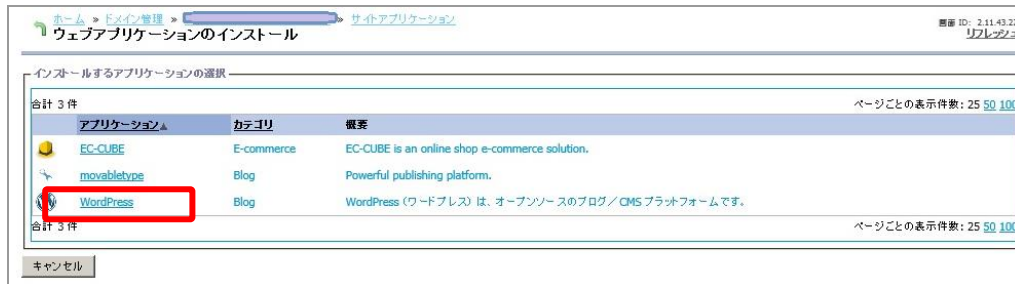 ホーム » ドメイン管理 » » サイトアプリケーション
ウェブアプリケーションのインストール
画面 ID: 2.11.43.22
リフレッシュ
インストールするアプリケーションの選択
合計 3 件 ページごとの表示件数: 25 50 100
アプリケーション▲ カテゴリ 概要
EC-CUBE E-commerce EC-CUBE is an online shop e-commerce solution.
movabletype Blog Powerful publishing platform.
WordPress Blog WordPress (ワードプレス) は、オープンソースのブログ／CMS プラットフォームです。
合計 3 件 ページごとの表示件数: 25 50 100
キャンセル